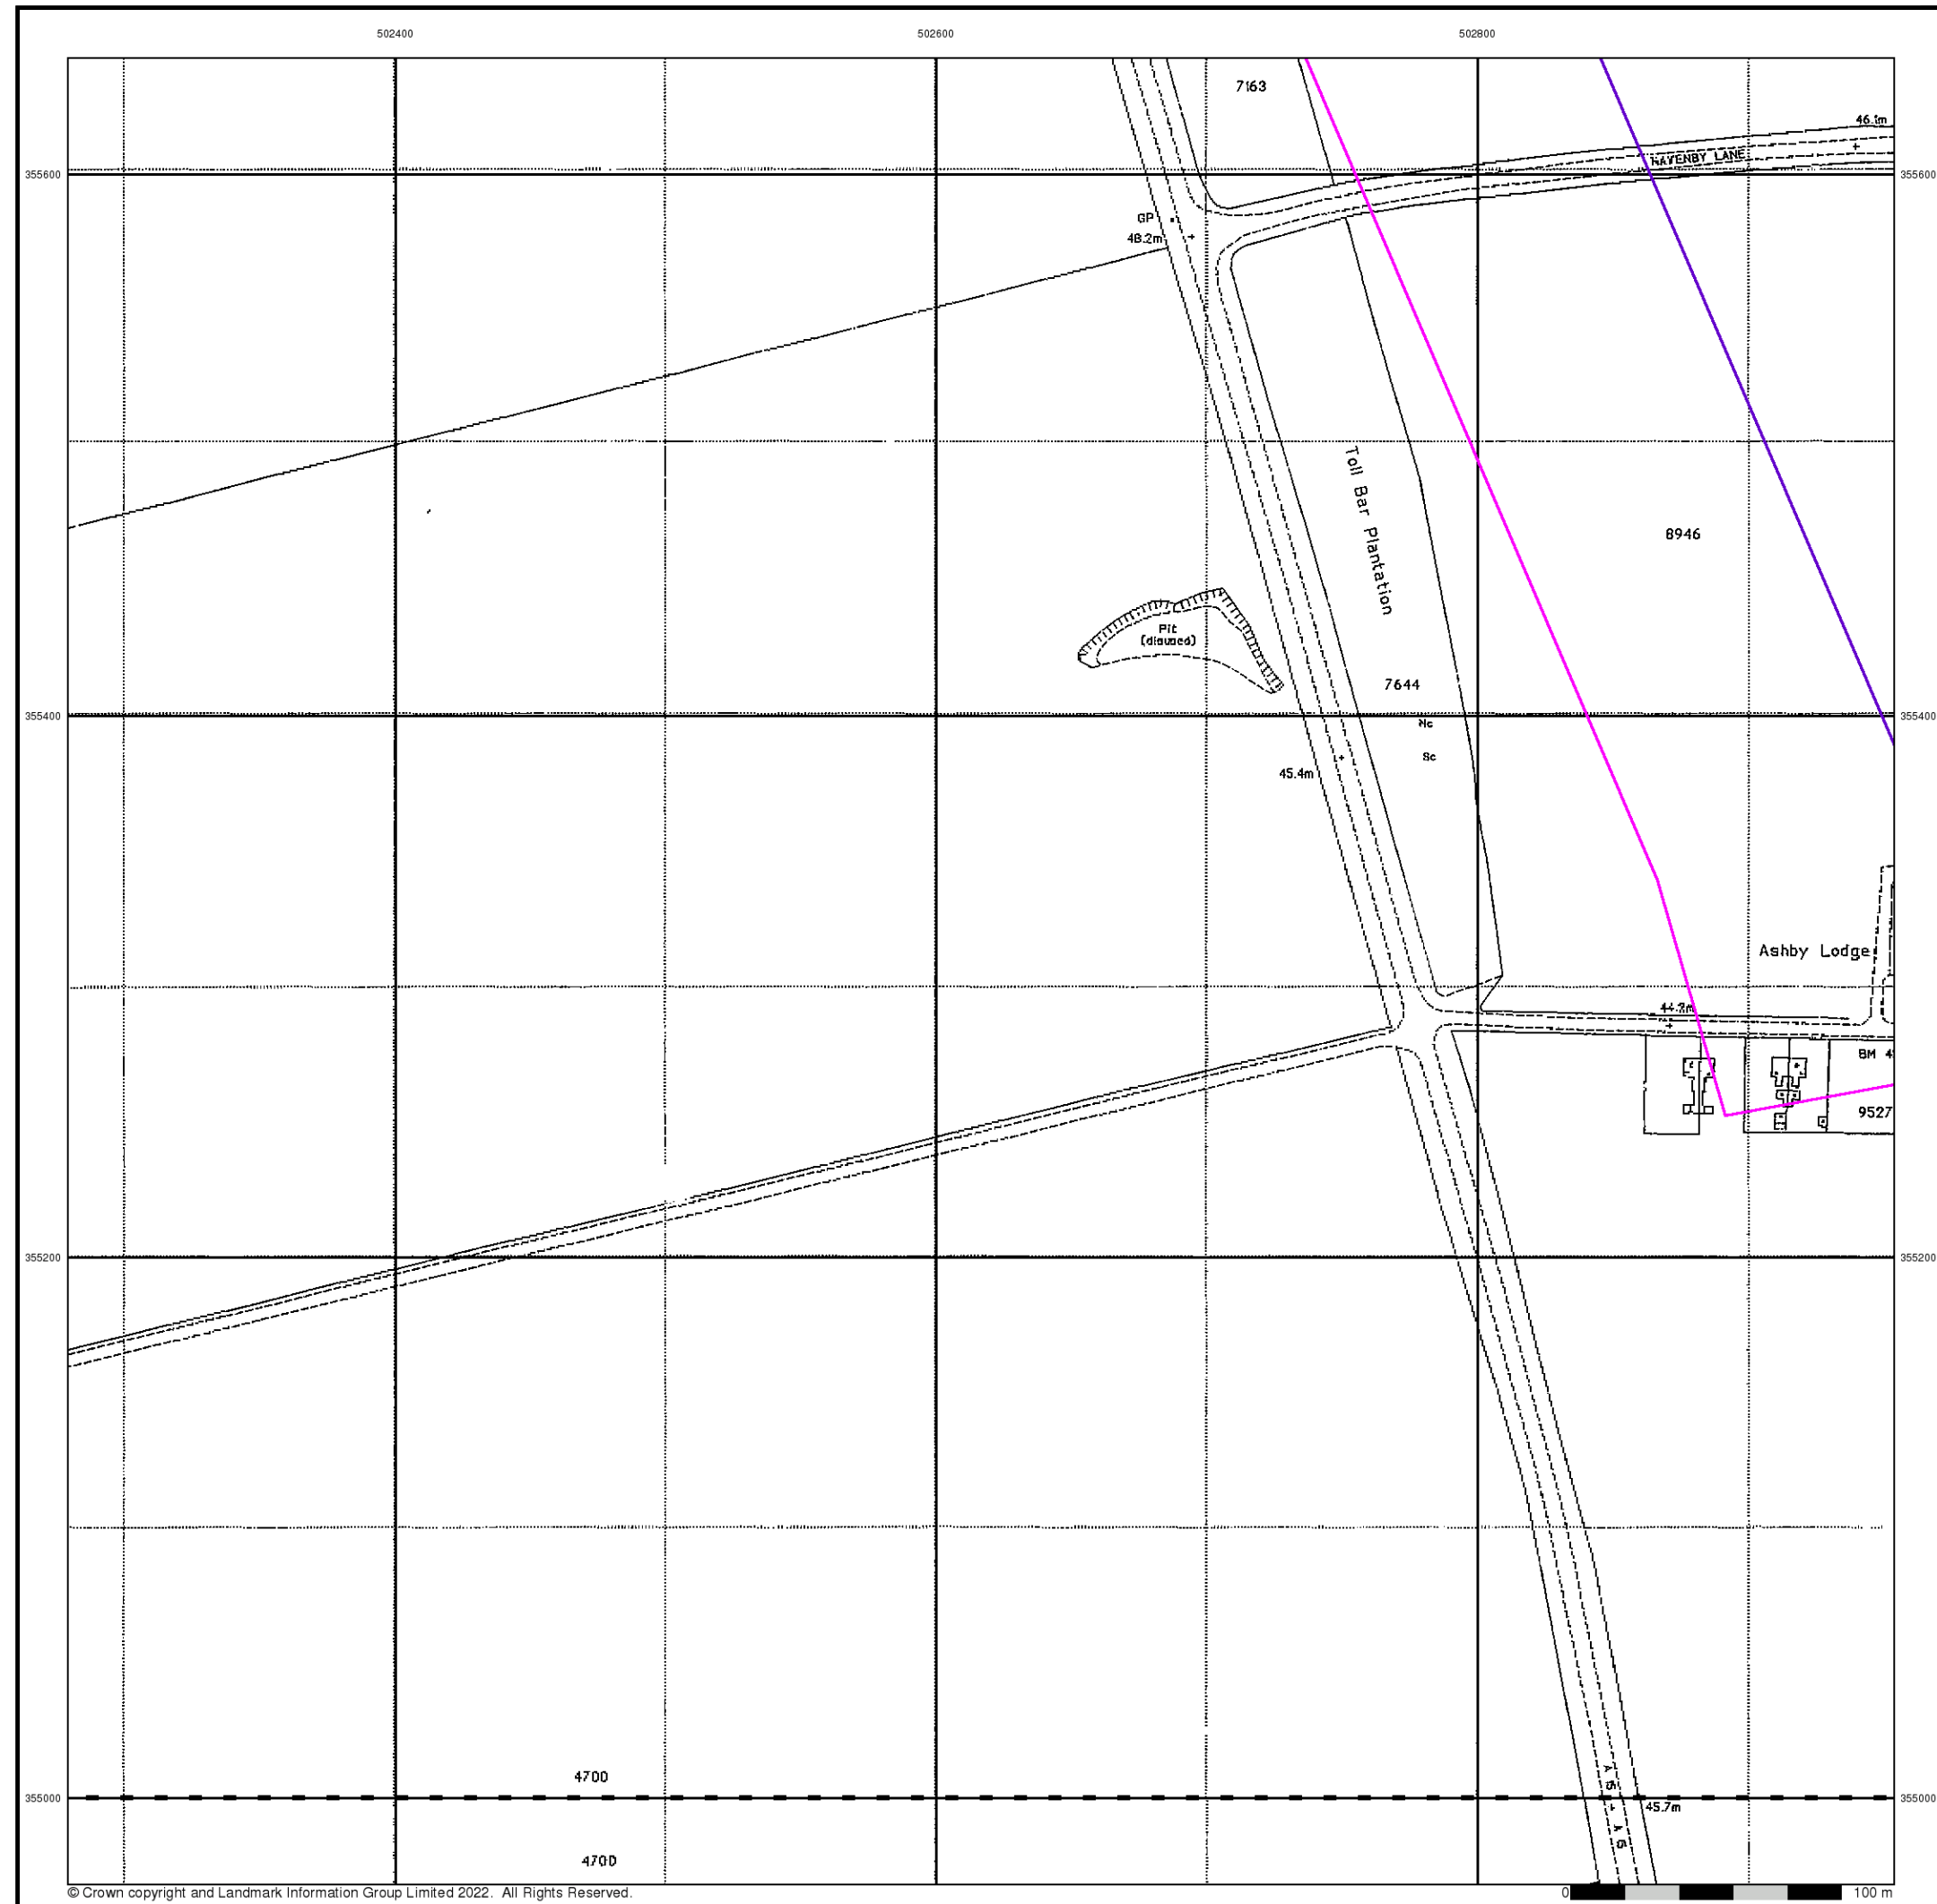 502400 502600 502800
7163
46.1m
NAVENBY LANE
355600 355600
GP
48.2m
Toll Bar Plantation
8946
Pit
(disused)
7644
355400 355400
Nc
Sc
45.4m
Ashby Lodge
BM
9527
355200 355200
4700
A 15
355000 355000
45.7m
A 15
4700
© Crown copyright and Landmark Information Group Limited 2022. All Rights Reserved.
0 100 m